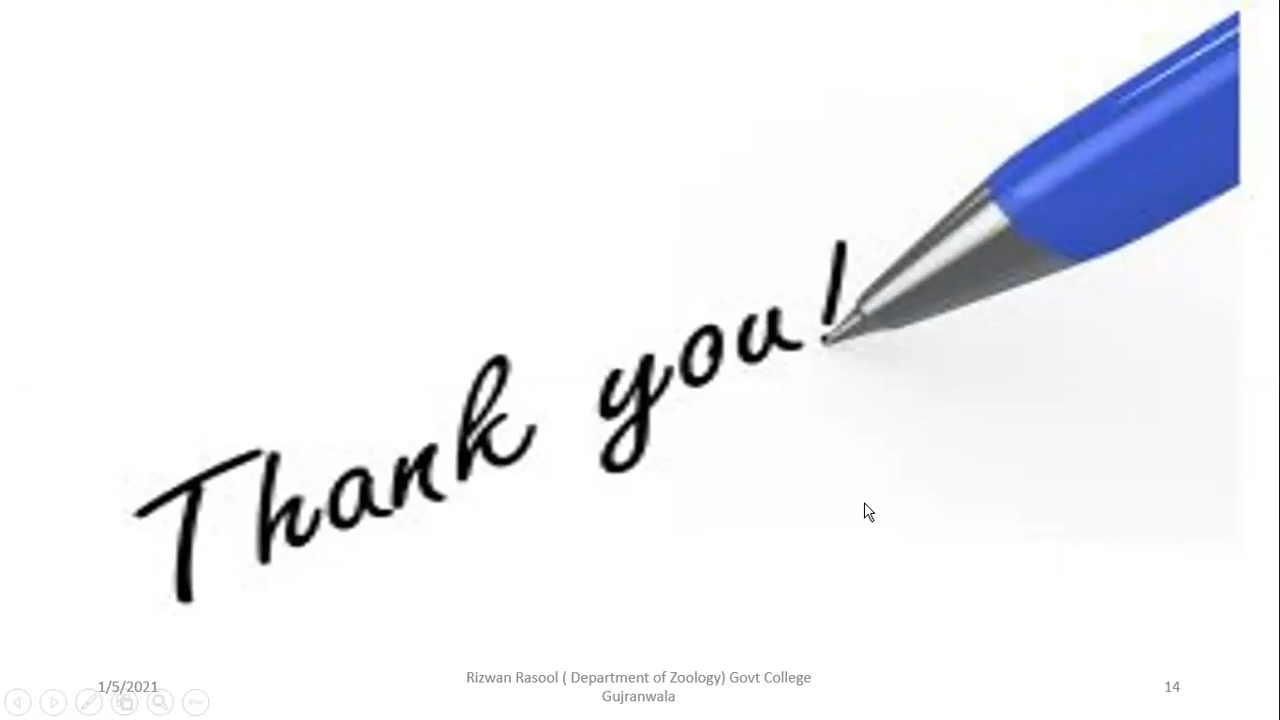 Thank you!
1/5/2021
Rizwan Rasool ( Department of Zoology) Govt College
Gujranwala
14